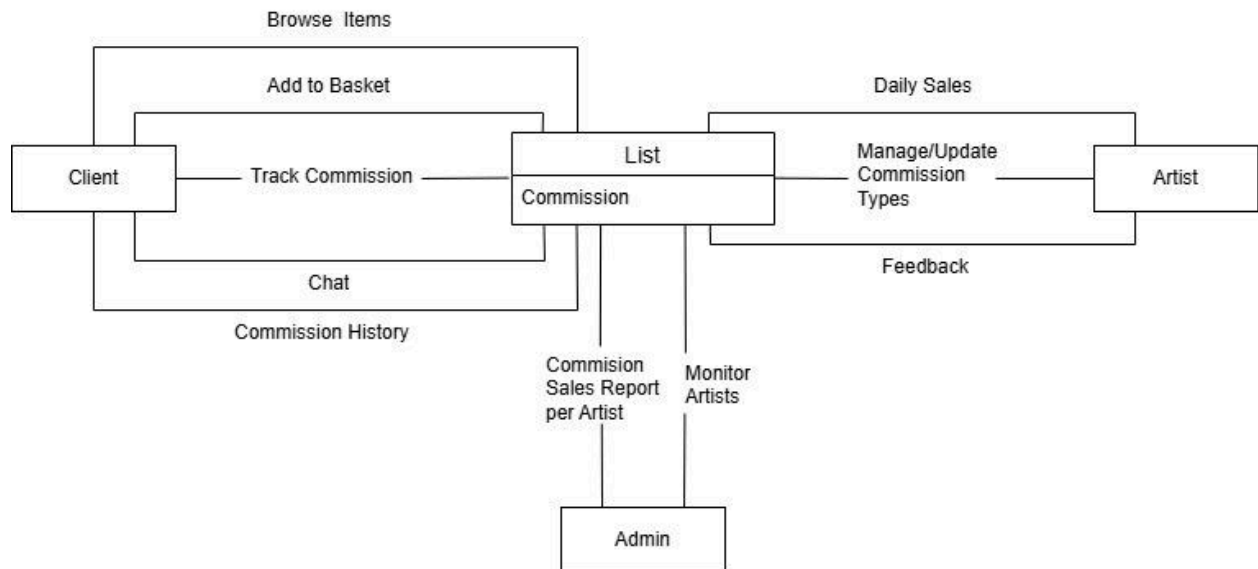 Browse Items
Add to Basket
Daily Sales
List
Manage/Update
Commission
Types
Client
Track Commission
Artist
Commission
Chat
Feedback
Commission History
Commision
Sales Report
per Artist
Monitor
Artists
Admin